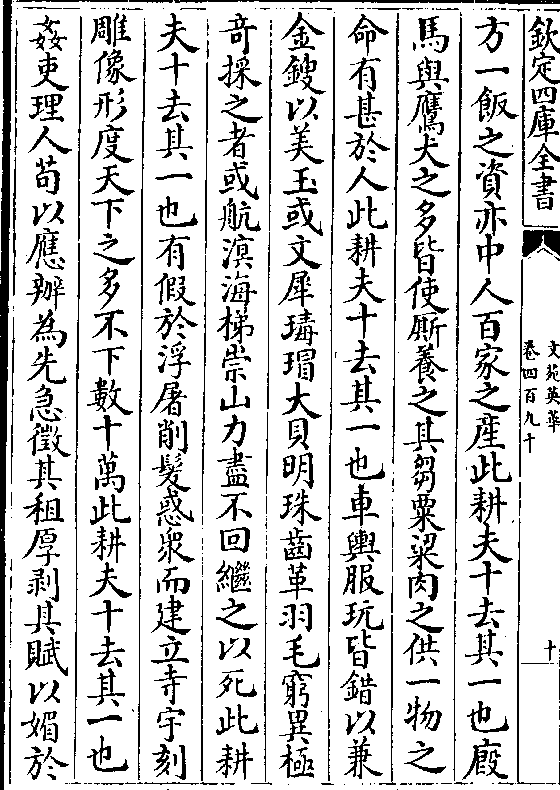 欽定四庫全書
文苑英華
卷四百九十
十
方一飯之資亦中人百家之産此耕夫十去其一也廐
馬與鷹犬之多皆使厮養之其芻粟粱肉之供一物之
命有甚於人此耕夫十去其一也車輿服玩皆錯以兼
金鎪以美玉或文犀瑇瑁大貝明珠齒革羽毛窮異極
竒採之者或航溟海梯崇山力盡不回繼之以死此耕
夫十去其一也有假於浮屠削髮惑衆而建立寺宇刻
雕像形度天下之多不下數十萬此耕夫十去其一也
姦吏理人苟以應辦為先急徵其租厚剥其賦以媚於